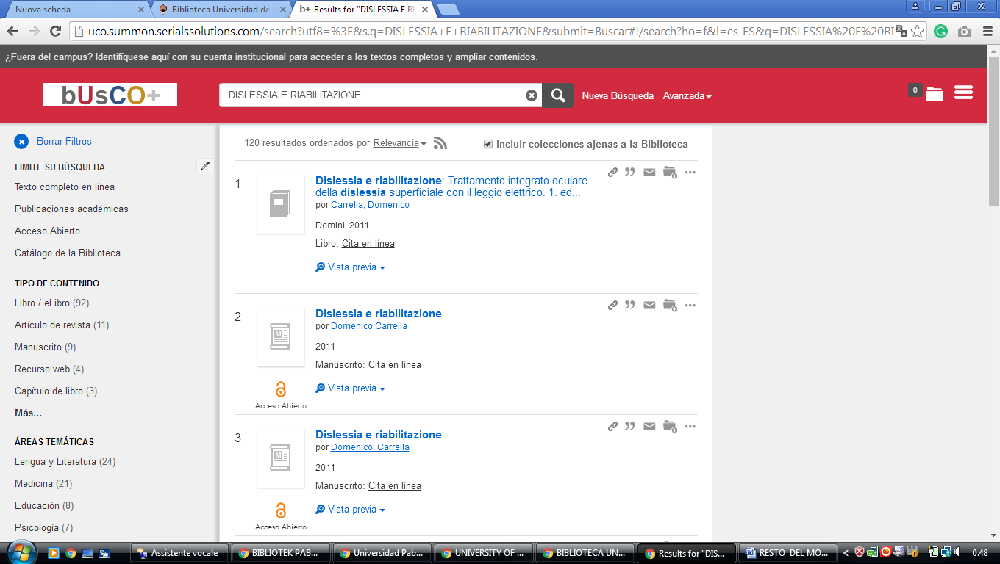 Nuova scheda
Biblioteca Universidad de
b+ Results for "DISLESSIA E RI
uco.summon.serialssolutions.com/search?utf8=%3F&s.q=DISLESSIA+E+RIABILITAZIONE&submit=Buscar#!/search?ho=f&l=es-ES&q=DISLESSIA%20E%20RI
¿Fuera del campus? Identifíquese aquí con su cuenta institucional para acceder a los textos completos y ampliar contenidos.
bUsCO+
DISLESSIA E RIABILITAZIONE
Nueva Búsqueda
Avanzada
0
Borrar Filtros
LIMITE SU BÚSQUEDA
Texto completo en línea
Publicaciones académicas
Acceso Abierto
Catálogo de la Biblioteca
TIPO DE CONTENIDO
Libro / eLibro (92)
Artículo de revista (11)
Manuscrito (9)
Recurso web (4)
Capítulo de libro (3)
Más...
ÁREAS TEMÁTICAS
Lengua y Literatura (24)
Medicina (21)
Educación (8)
Psicología (7)
120 resultados ordenados por Relevancia
Incluir colecciones ajenas a la Biblioteca
1
Dislessia e riabilitazione: Trattamento integrato oculare
della dislessia superficiale con il leggio elettrico. 1. ed...
por Carrella, Domenico
Domini, 2011
Libro: Cita en línea
Vista previa
2
Dislessia e riabilitazione
por Domenico Carrella
2011
Manuscrito: Cita en línea
Vista previa
Acceso Abierto
3
Dislessia e riabilitazione
por Domenico. Carrella
2011
Manuscrito: Cita en línea
Vista previa
Acceso Abierto
Assistente vocale
BIBLIOTEK PAB...
Universidad Pab...
UNIVERSITY OF ...
BIBLIOTECA UN...
Results for "DIS...
RESTO DEL MO...
0.48